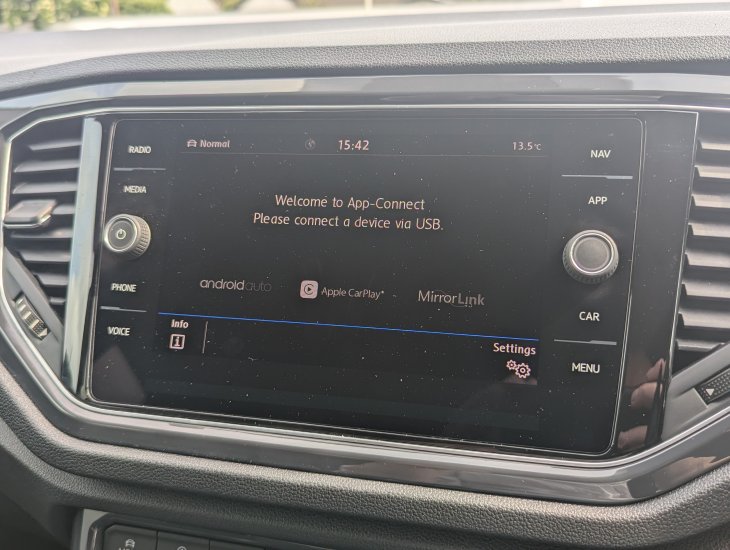 RADIO
MEDIA
PHONE
VOICE
Normal
15:42
13.5°C
Welcome to App-Connect
Please connect a device via USB.
androidauto
Apple CarPlay*
MirrorLink
Info
i
Settings
NAV
APP
CAR
MENU